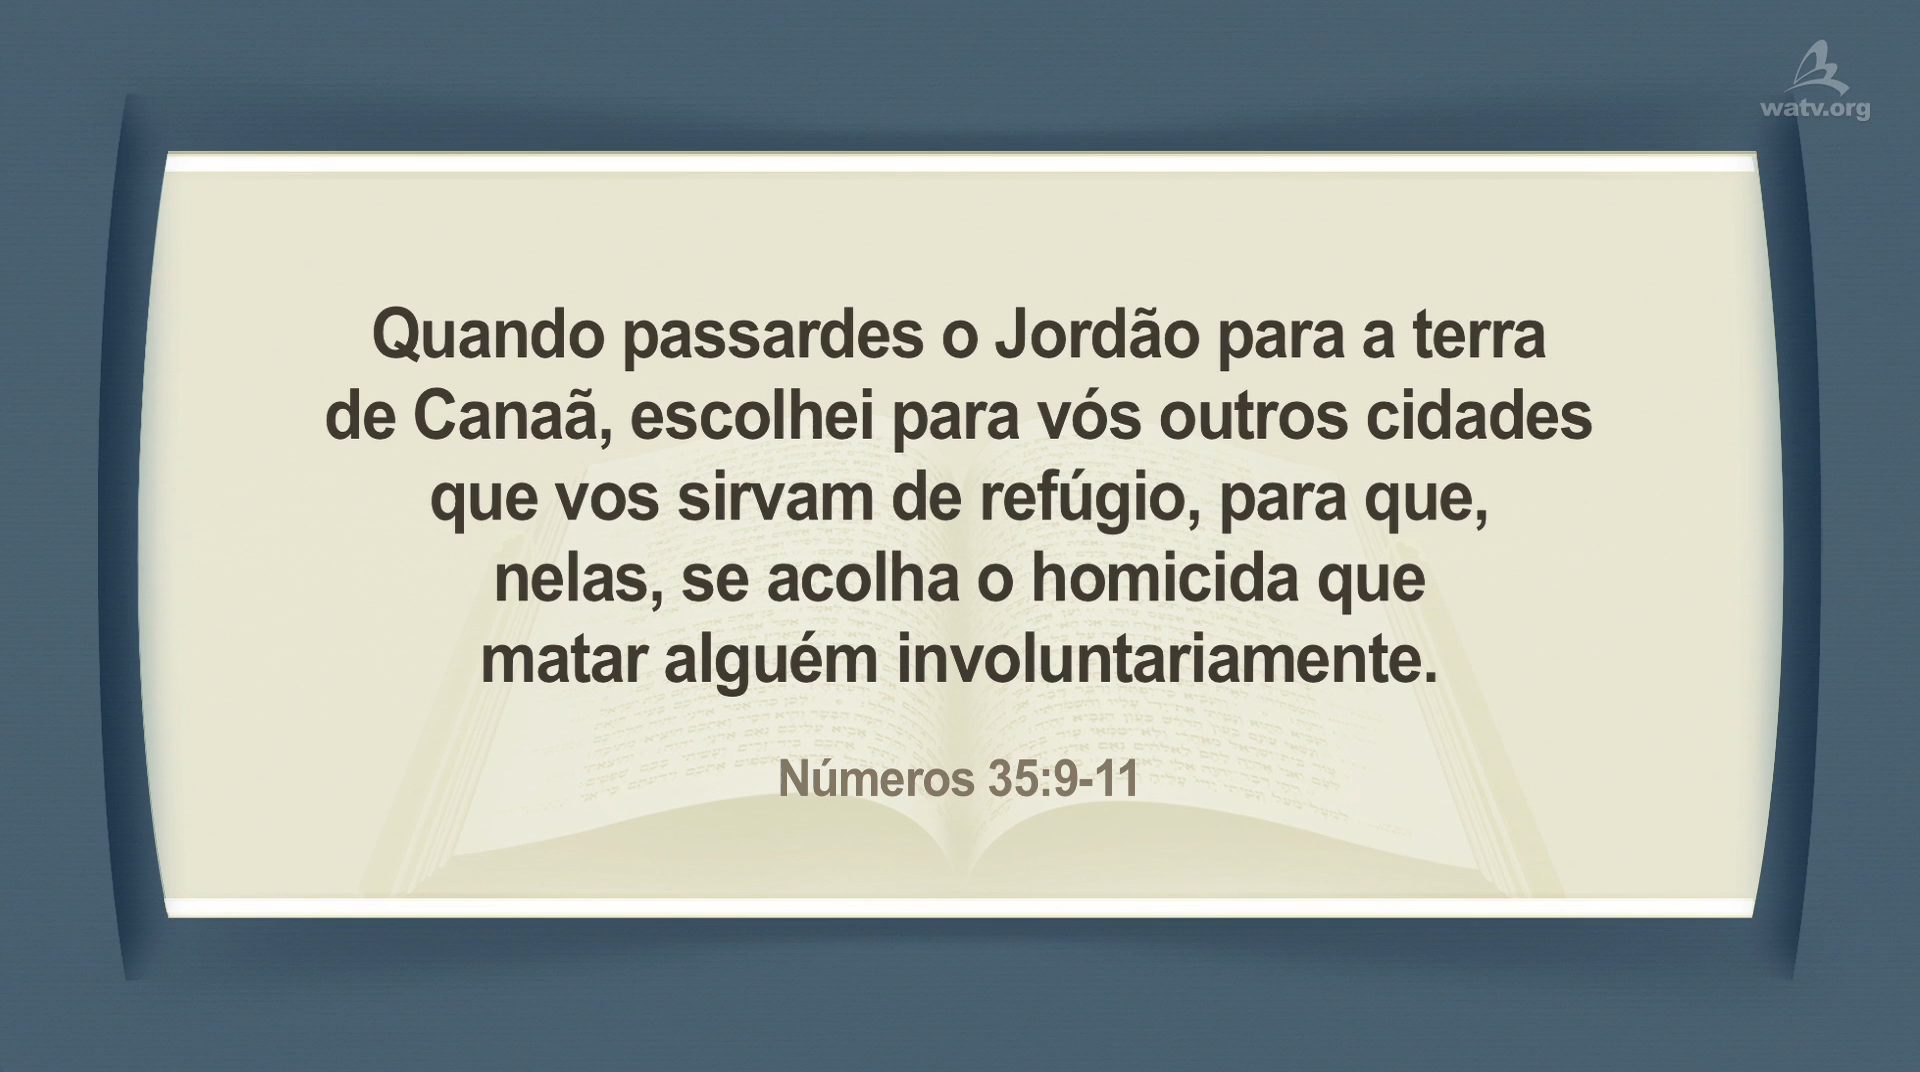 watv.org
Quando passardes o Jordão para a terra
de Canaã, escolhei para vós outros cidades
que vos sirvam de refúgio, para que,
nelas, se acolha o homicida que
matar alguém involuntariamente.
Números 35:9-11